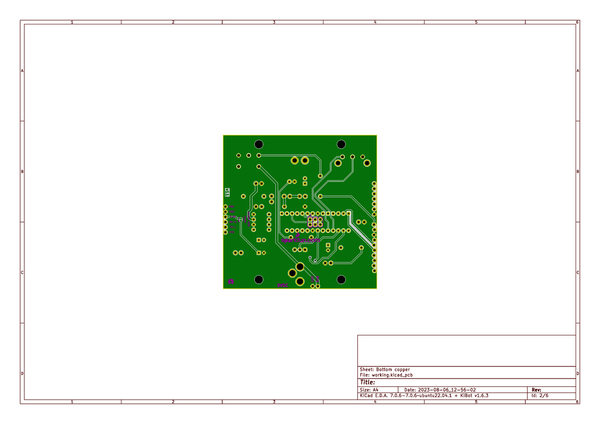 1 2 3 4 5 6
A A
B B
C C
D D
Sheet: Bottom copper
File: working.kicad_pcb
Title:
Size: A4 Date: 2023-08-06_12-56-02 Rev:
KiCad E.D.A. 7.0.6-7.0.6~ubuntu22.04.1 + KiBot v1.6.3 Id: 2/6
1 2 3 4 5 6